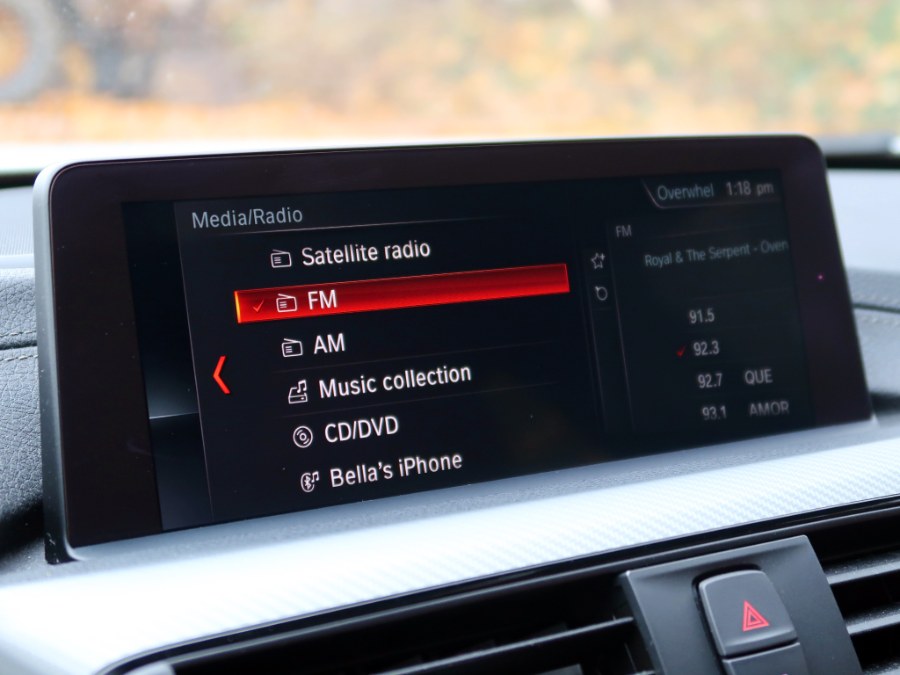 Media/Radio
Satellite radio
FM
AM
Music collection
CD/DVD
Bella's iPhone
Overwhel 1:18 pm
FM
Royal & The Serpent - Oven
91.5
92.3
92.7 QUE
93.1 AMOR